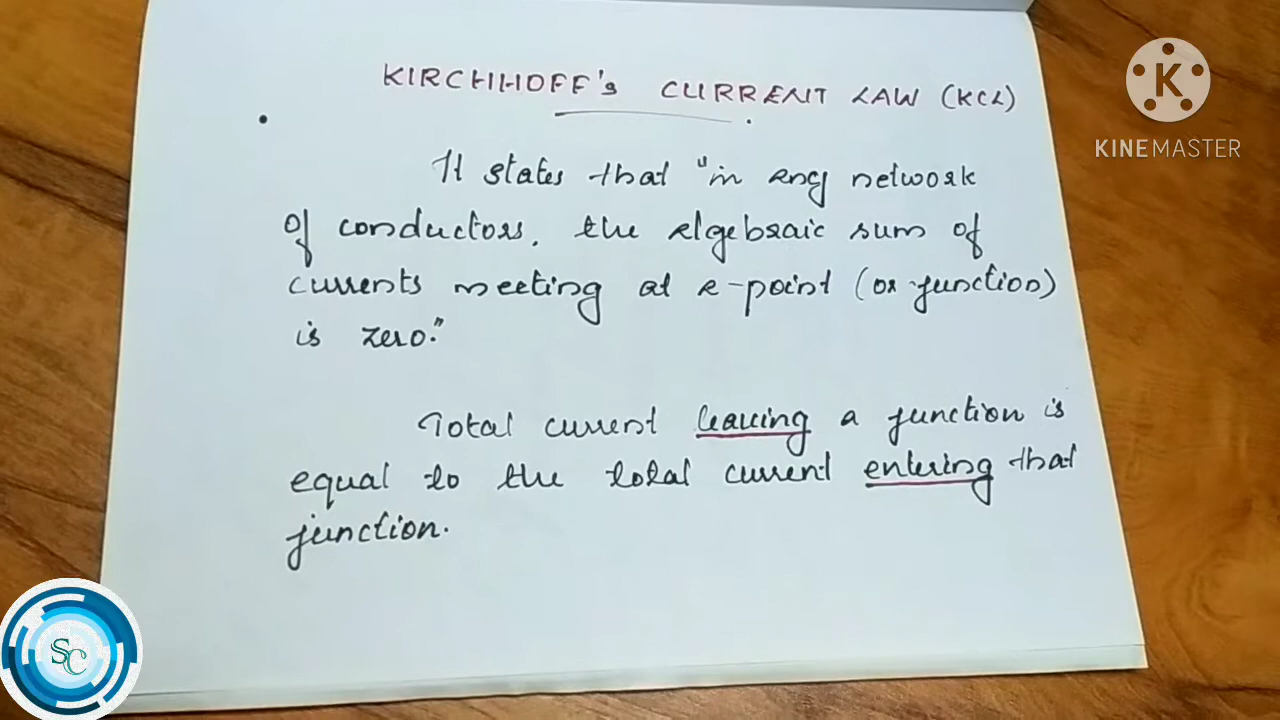 KIRCHHOFF's CURRENT LAW (KCL)
KINEMASTER
It states that "in any network
of conductors, the algebraic sum of
currents meeting at a point (or junction)
is zero."
Total current leaving a junction is
equal to the total current entering that
junction.
SC